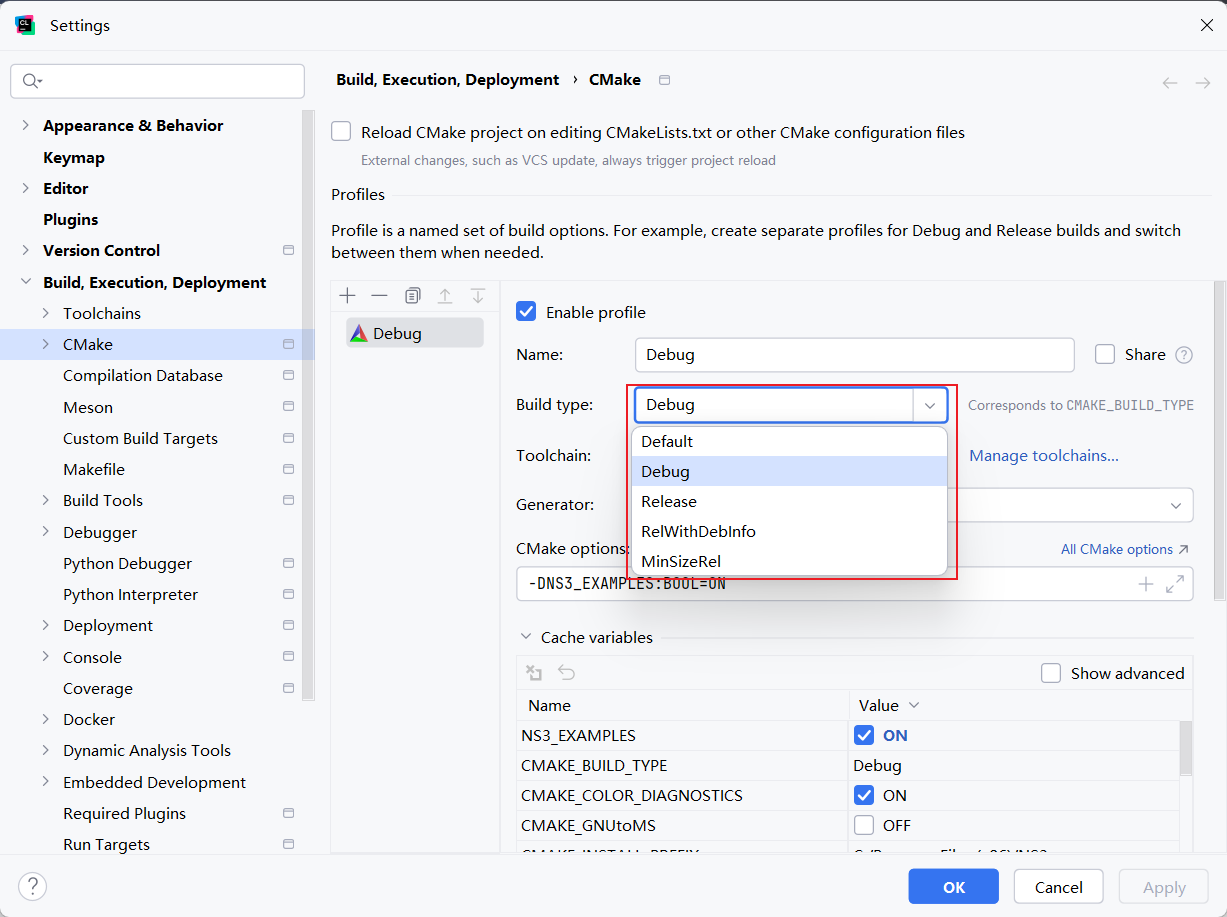 CL
Settings
Build, Execution, Deployment › CMake
Appearance & Behavior
Keymap
Editor
Plugins
Version Control
Build, Execution, Deployment
Toolchains
CMake
Compilation Database
Meson
Custom Build Targets
Makefile
Build Tools
Debugger
Python Debugger
Python Interpreter
Deployment
Console
Coverage
Docker
Dynamic Analysis Tools
Embedded Development
Required Plugins
Run Targets
Reload CMake project on editing CMakeLists.txt or other CMake configuration files
External changes, such as VCS update, always trigger project reload
Profiles
Profile is a named set of build options. For example, create separate profiles for Debug and Release builds and switch
between them when needed.
Debug
Enable profile
Name: Debug Share ?
Build type: Debug Corresponds to CMAKE_BUILD_TYPE
Default
Debug
Release
RelWithDebInfo
MinSizeRel
Toolchain: Manage toolchains...
Generator:
CMake options: All CMake options
-DNS3_EXAMPLES:BOOL=ON
Cache variables
Show advanced
Name Value
NS3_EXAMPLES ON
CMAKE_BUILD_TYPE Debug
CMAKE_COLOR_DIAGNOSTICS ON
CMAKE_GNUtoMS OFF
?
OK Cancel Apply